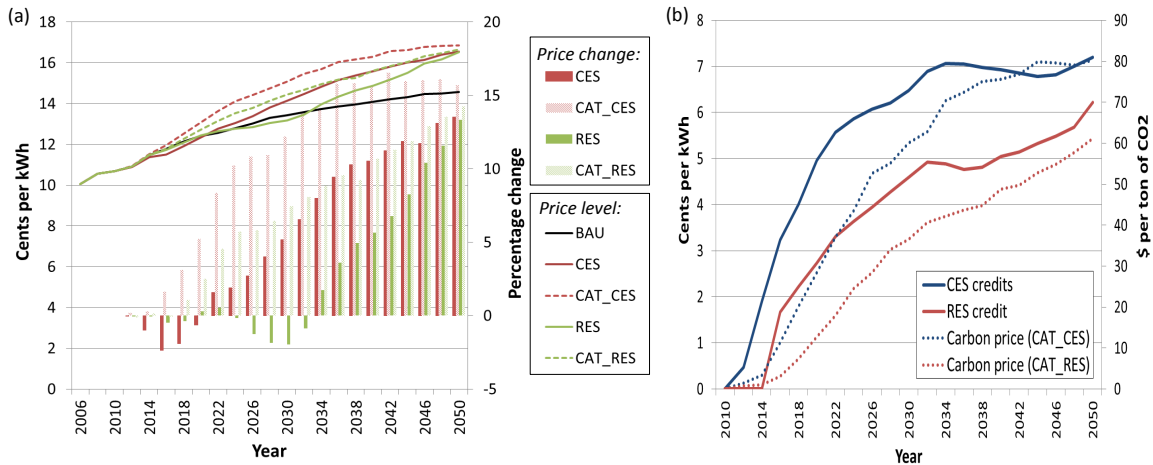 (a)
18
16
14
12
10
8
6
4
2
0
Cents per kWh
20
15
10
5
0
-5
Percentage change
2006
2010
2014
2018
2022
2026
2030
2034
2038
2042
2046
2050
Year
Price change:
CES
CAT_CES
RES
CAT_RES
Price level:
BAU
CES
CAT_CES
RES
CAT_RES
(b)
8
7
6
5
4
3
2
1
0
Cents per kWh
90
80
70
60
50
40
30
20
10
0
$ per ton of CO2
2010
2014
2018
2022
2026
2030
2034
2038
2042
2046
2050
Year
CES credits
RES credit
Carbon price (CAT_CES)
Carbon price (CAT_RES)